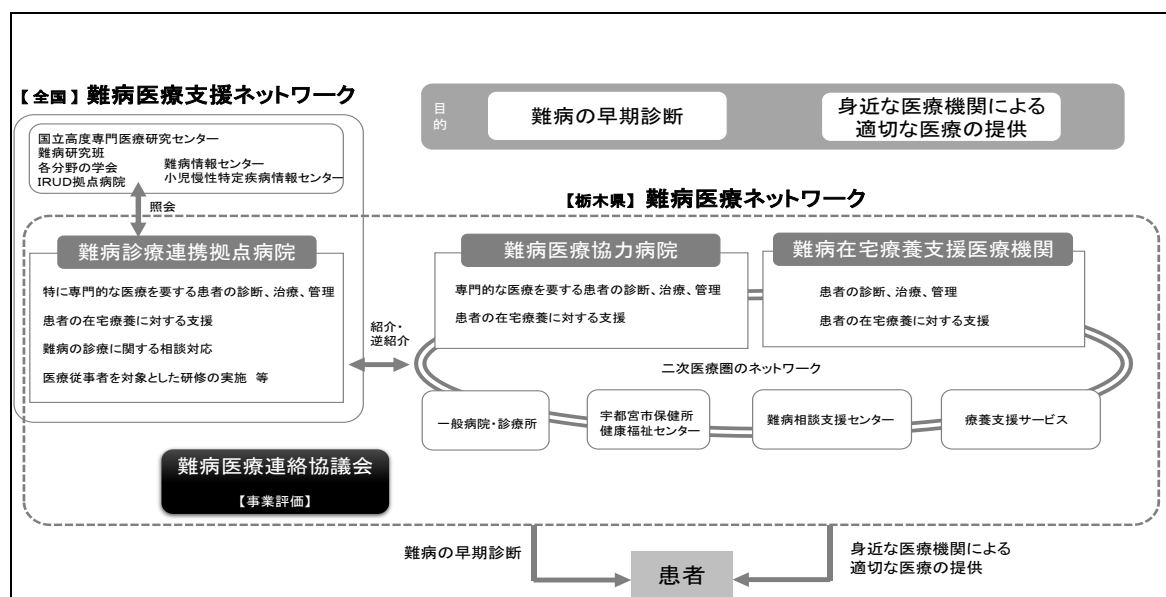 【全国】難病医療支援ネットワーク
国立高度専門医療研究センター
難病研究班
各分野の学会
IRUD拠点病院
難病情報センター
小児慢性特定疾病情報センター
照会
目的
難病の早期診断
身近な医療機関による
適切な医療の提供
【栃木県】難病医療ネットワーク
難病診療連携拠点病院
特に専門的な医療を要する患者の診断、治療、管理
患者の在宅療養に対する支援
難病の診療に関する相談対応
医療従事者を対象とした研修の実施 等
紹介・
逆紹介
難病医療協力病院
専門的な医療を要する患者の診断、治療、管理
患者の在宅療養に対する支援
難病在宅療養支援医療機関
患者の診断、治療、管理
患者の在宅療養に対する支援
二次医療圏のネットワーク
一般病院・診療所
宇都宮市保健所
健康福祉センター
難病相談支援センター
療養支援サービス
難病医療連絡協議会
【事業評価】
難病の早期診断
患者
身近な医療機関による
適切な医療の提供